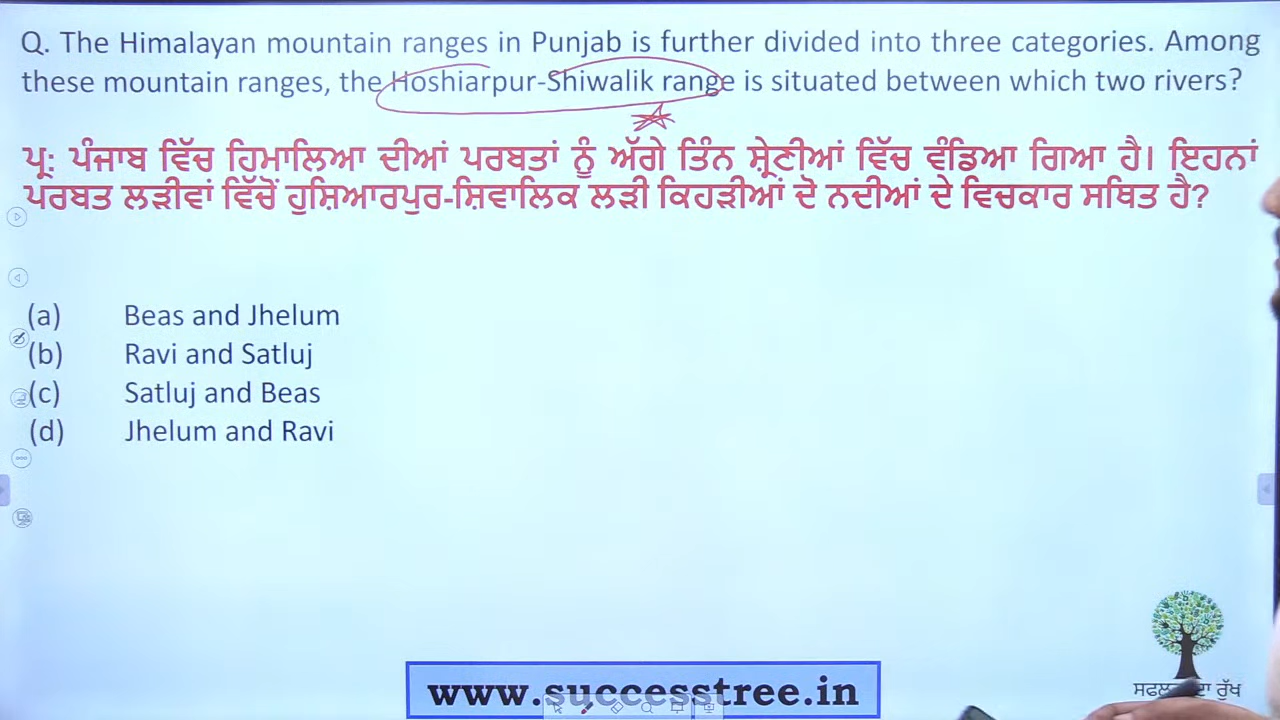 Q. The Himalayan mountain ranges in Punjab is further divided into three categories. Among
these mountain ranges, the Hoshiarpur-Shiwalik range is situated between which two rivers?
ਪ੍ਰ: ਪੰਜਾਬ ਵਿੱਚ ਹਿਮਾਲਿਆ ਦੀਆਂ ਪਰਬਤਾਂ ਨੂੰ ਅੱਗੇ ਤਿੰਨ ਸ਼੍ਰੇਣੀਆਂ ਵਿੱਚ ਵੰਡਿਆ ਗਿਆ ਹੈ। ਇਹਨਾਂ
ਪਰਬਤ ਲੜੀਵਾਂ ਵਿੱਚੋਂ ਹੁਸ਼ਿਆਰਪੁਰ-ਸ਼ਿਵਾਲਿਕ ਲੜੀ ਕਿਹੜੀਆਂ ਦੋ ਨਦੀਆਂ ਦੇ ਵਿਚਕਾਰ ਸਥਿਤ ਹੈ?
(a) Beas and Jhelum
(b) Ravi and Satluj
(c) Satluj and Beas
(d) Jhelum and Ravi
ਰੁੱਖ
www.successtree.in